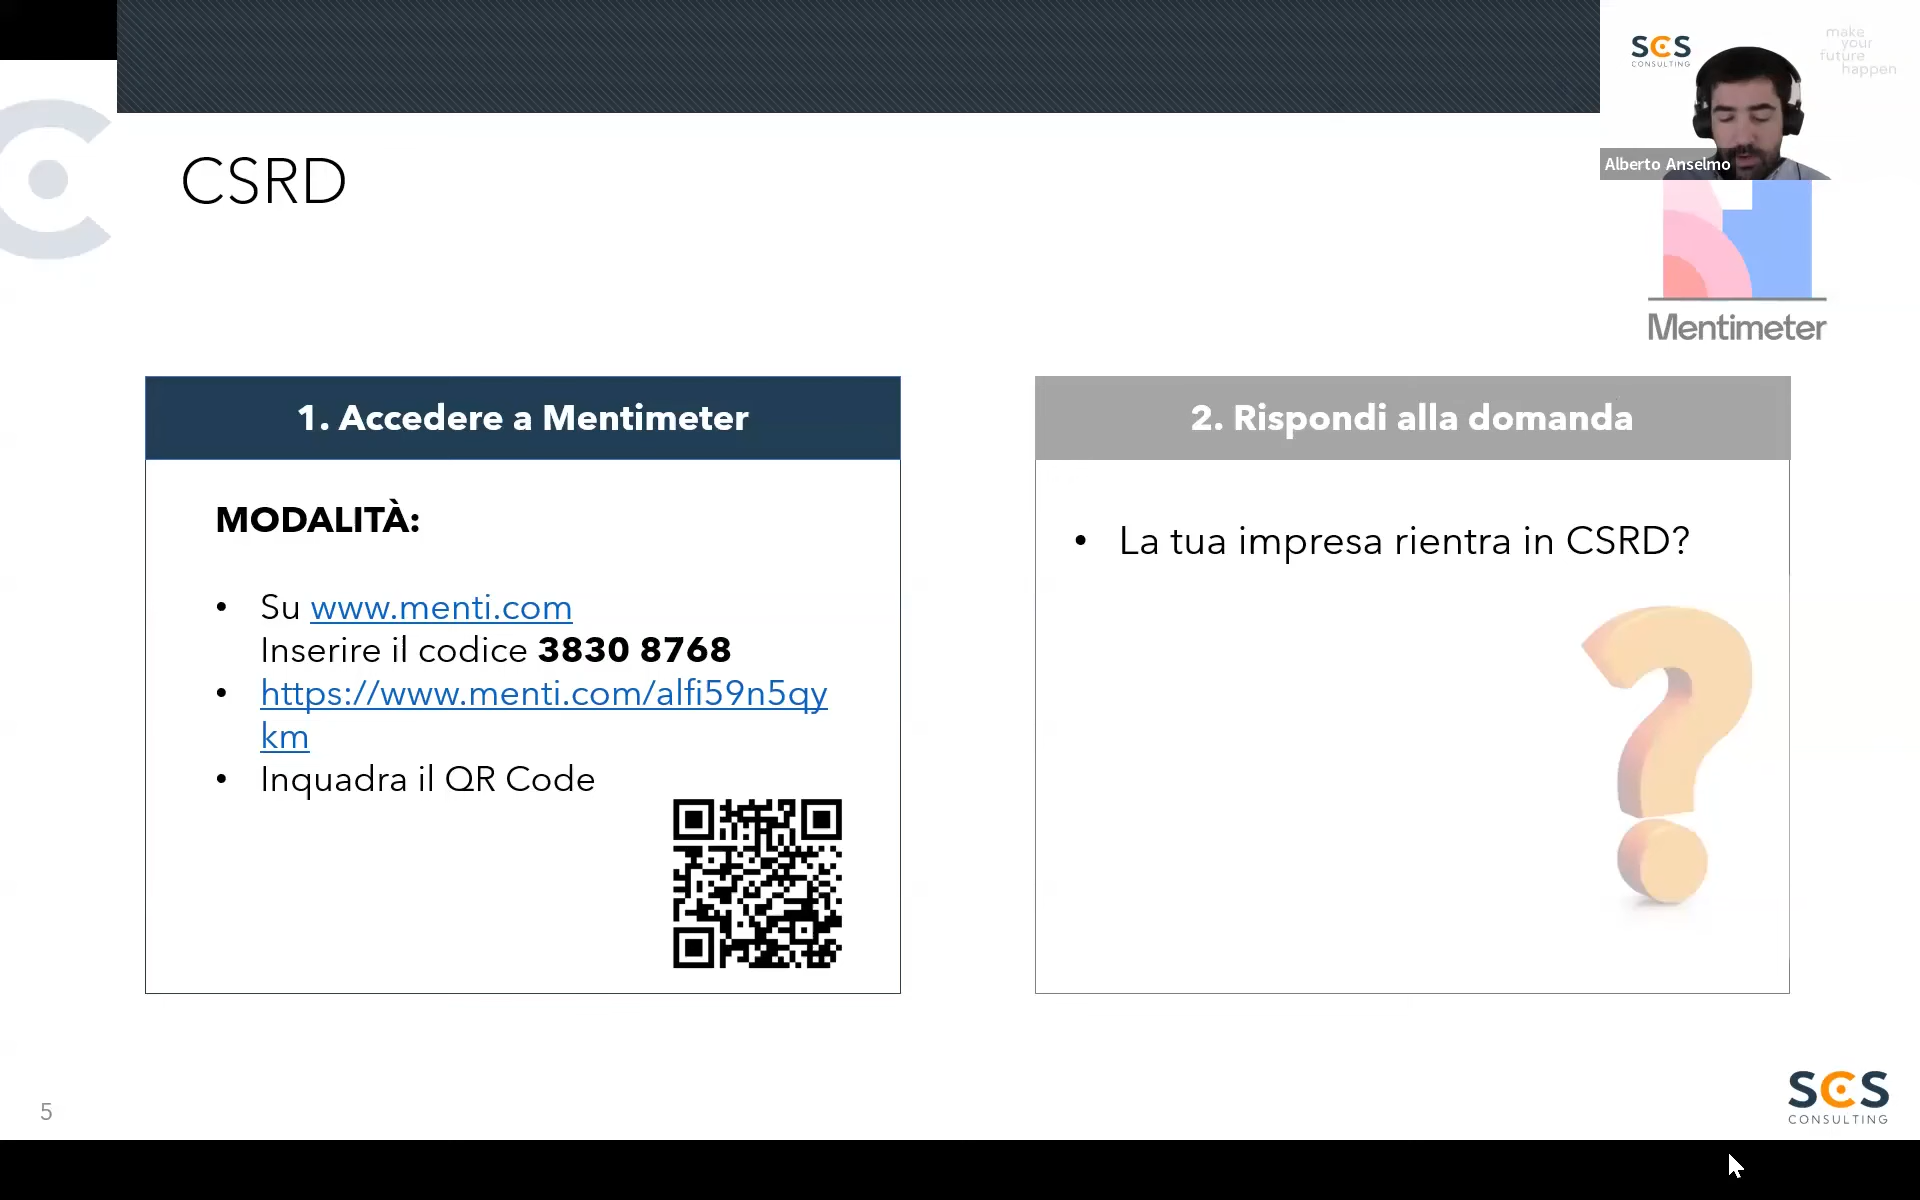 SCS
CONSULTING
make
your
future
happen
Alberto Anselmo
CSRD
Mentimeter
1. Accedere a Mentimeter
MODALITÀ:
• Su www.menti.com
Inserire il codice 3830 8768
• https://www.menti.com/alfi59n5qy
km
• Inquadra il QR Code
2. Rispondi alla domanda
• La tua impresa rientra in CSRD?
5
SCS
CONSULTING